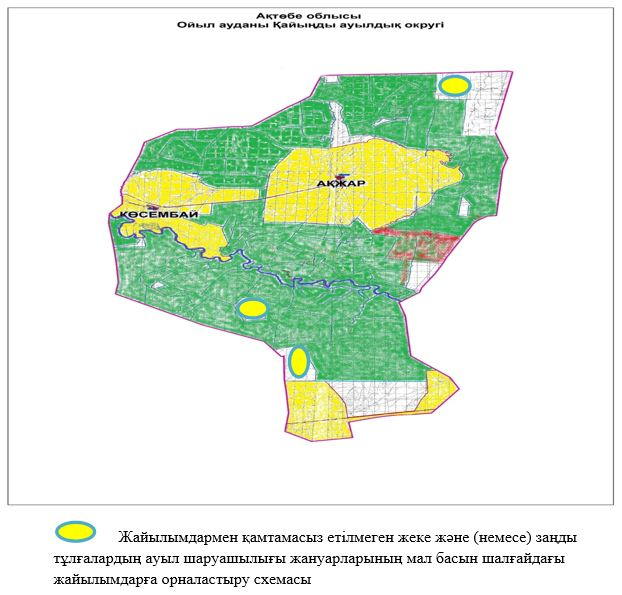 Ақтөбе облысы
Ойыл ауданы Қайыңды ауылдық округі
АҚЖАР
КӨСЕМБАЙ
Жайылымдармен қамтамасыз етілмеген жеке және (немесе) заңды
тұлғалардың ауыл шаруашылығы жануарларының мал басын шалғайдағы
жайылымдарға орналастыру схемасы